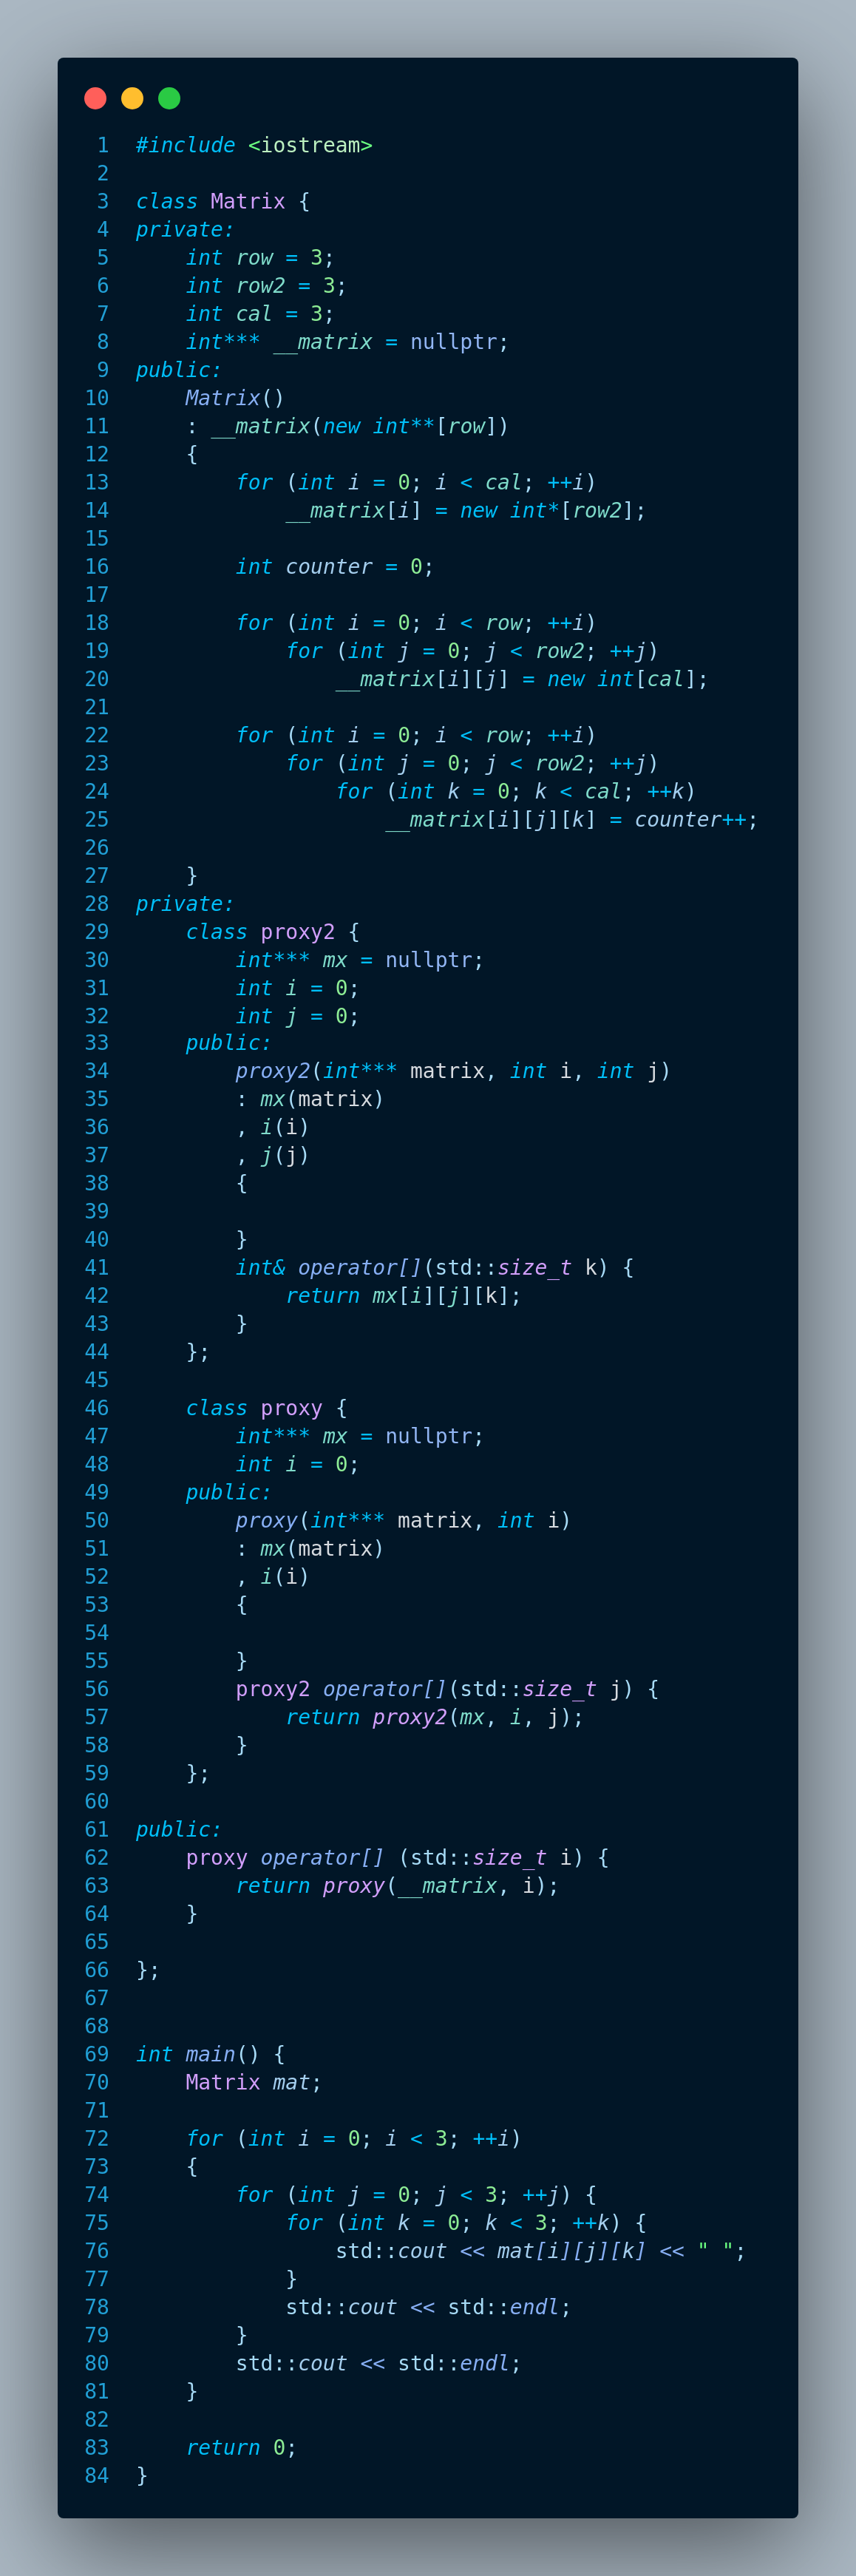 1 #include <iostream>
2
3 class Matrix {
4 private:
5     int row = 3;
6     int row2 = 3;
7     int cal = 3;
8     int*** __matrix = nullptr;
9 public:
10     Matrix()
11     : __matrix(new int**[row])
12     {
13         for (int i = 0; i < cal; ++i)
14             __matrix[i] = new int*[row2];
15
16         int counter = 0;
17
18         for (int i = 0; i < row; ++i)
19             for (int j = 0; j < row2; ++j)
20                 __matrix[i][j] = new int[cal];
21
22         for (int i = 0; i < row; ++i)
23             for (int j = 0; j < row2; ++j)
24                 for (int k = 0; k < cal; ++k)
25                     __matrix[i][j][k] = counter++;
26
27     }
28 private:
29     class proxy2 {
30         int*** mx = nullptr;
31         int i = 0;
32         int j = 0;
33     public:
34         proxy2(int*** matrix, int i, int j)
35         : mx(matrix)
36         , i(i)
37         , j(j)
38         {
39
40         }
41         int& operator[](std::size_t k) {
42             return mx[i][j][k];
43         }
44     };
45
46     class proxy {
47         int*** mx = nullptr;
48         int i = 0;
49     public:
50         proxy(int*** matrix, int i)
51         : mx(matrix)
52         , i(i)
53         {
54
55         }
56         proxy2 operator[](std::size_t j) {
57             return proxy2(mx, i, j);
58         }
59     };
60
61 public:
62     proxy operator[] (std::size_t i) {
63         return proxy(__matrix, i);
64     }
65
66 };
67
68
69 int main() {
70     Matrix mat;
71
72     for (int i = 0; i < 3; ++i)
73     {
74         for (int j = 0; j < 3; ++j) {
75             for (int k = 0; k < 3; ++k) {
76                 std::cout << mat[i][j][k] << " ";
77             }
78             std::cout << std::endl;
79         }
80         std::cout << std::endl;
81     }
82
83     return 0;
84 }